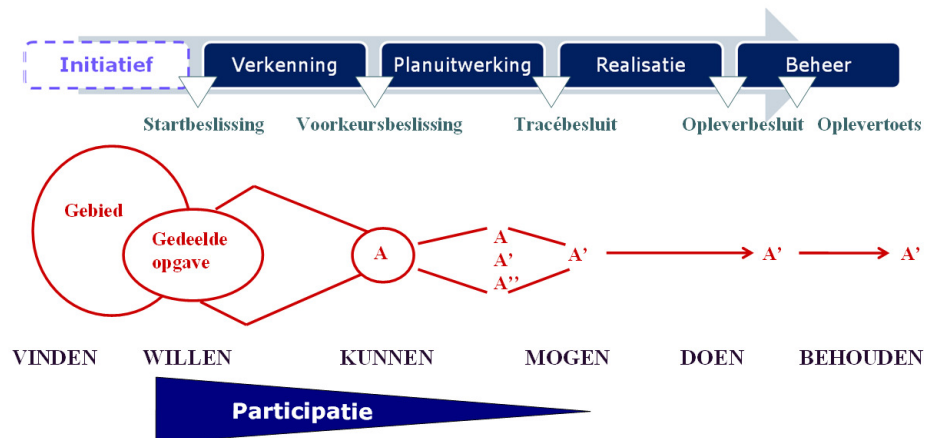 Initiatief
Verkenning
Planuitwerking
Realisatie
Beheer
Startbeslissing
Voorkeursbeslissing
Tracébesluit
Opleverbesluit
Oplevertoets
Gebied
Gedeelde
opgave
A
A
A'
A''
A'
A'
A'
VINDEN
WILLEN
KUNNEN
MOGEN
DOEN
BEHOUDEN
Participatie